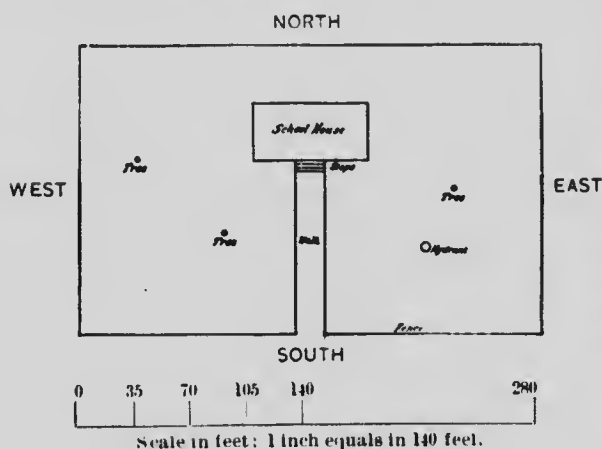 NORTH
School House
Steps
Tree
WEST
EAST
Tree
Tree
Walk
Hydrant
Fence
SOUTH
0 35 70 105 140 280
Scale in feet: 1 inch equals in 140 feel.